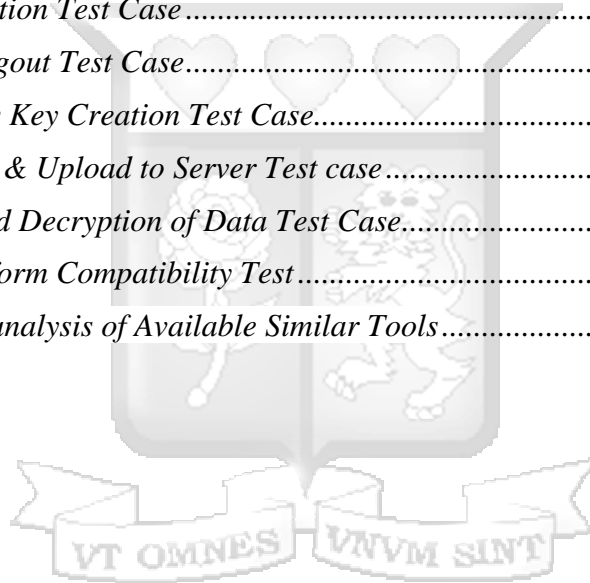 tion Test Case
gout Test Case
Key Creation Test Case
& Upload to Server Test case
d Decryption of Data Test Case
form Compatibility Test
analysis of Available Similar Tools
VT OMNES VNVM SINT